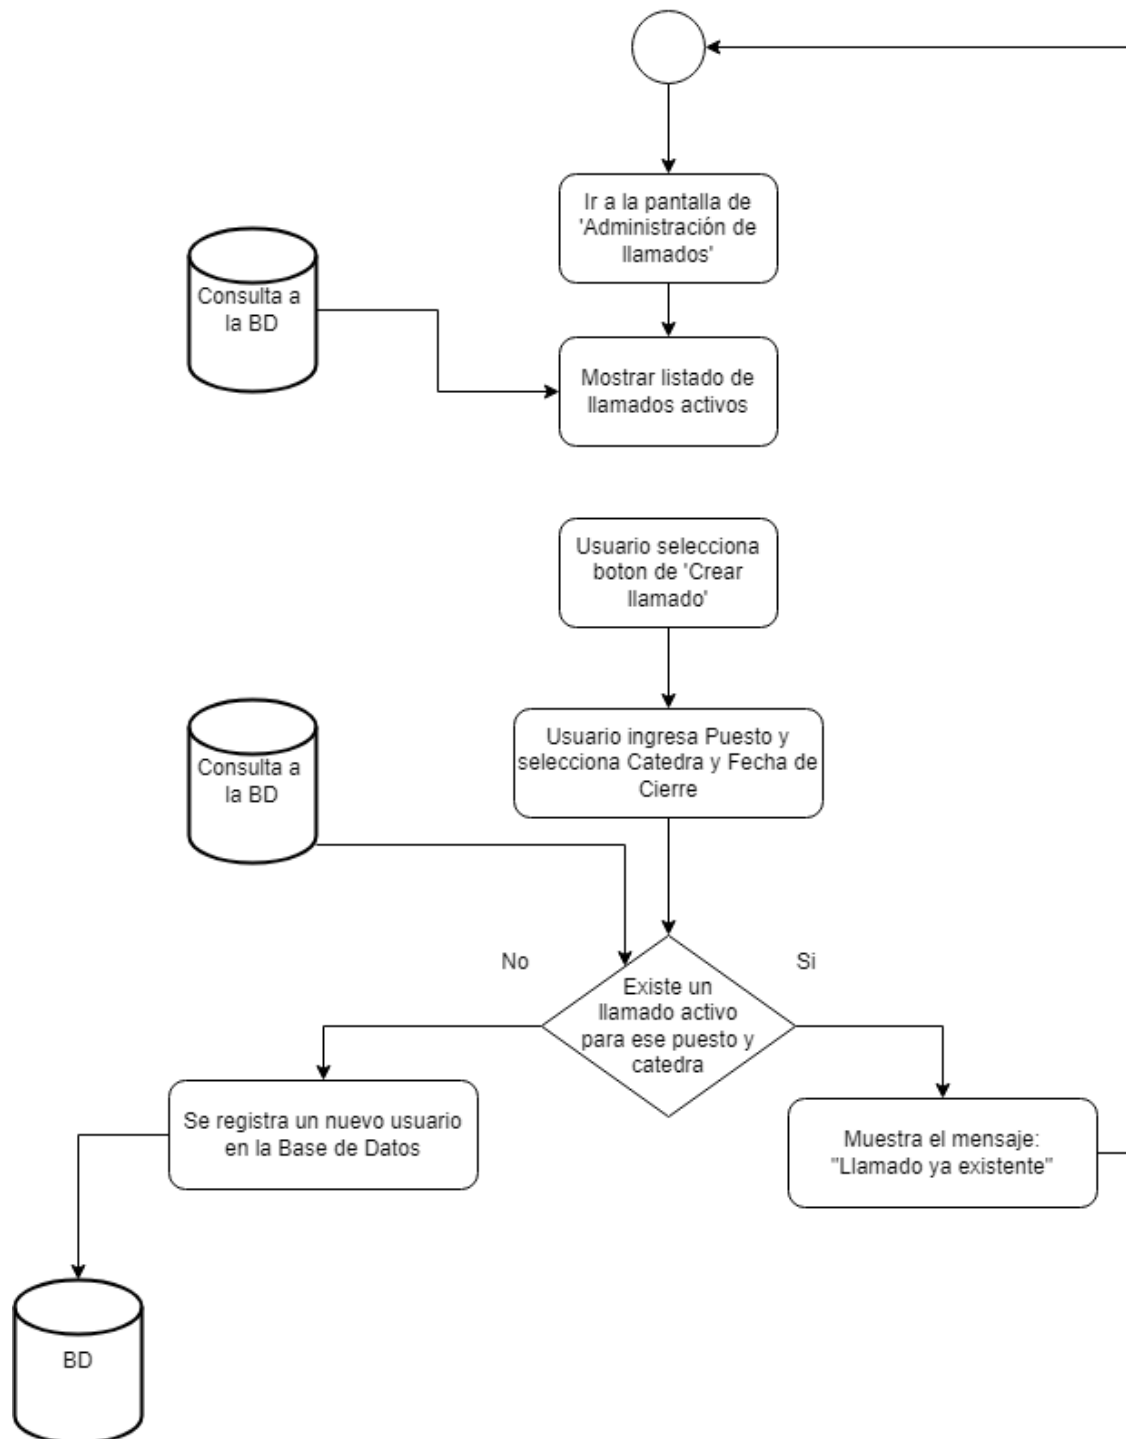 Ir a la pantalla de
'Administración de
llamados'
Consulta a
la BD
Mostrar listado de
llamados activos
Usuario selecciona
boton de 'Crear
llamado'
Usuario ingresa Puesto y
selecciona Catedra y Fecha de
Cierre
Consulta a
la BD
No
Si
Existe un
llamado activo
para ese puesto y
catedra
Se registra un nuevo usuario
en la Base de Datos
Muestra el mensaje:
"Llamado ya existente"
BD